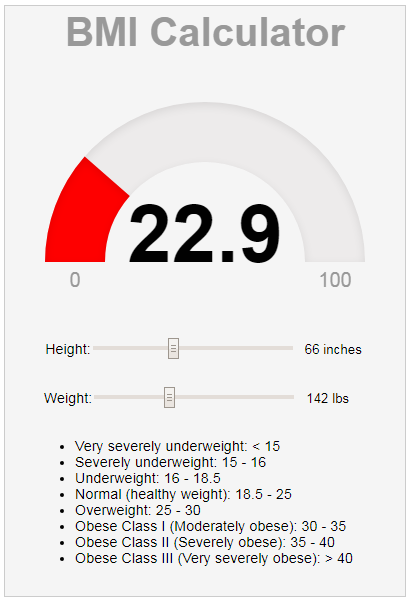 BMI Calculator
22.9
0 100
Height: 66 inches
Weight: 142 lbs
• Very severely underweight: < 15
• Severely underweight: 15 - 16
• Underweight: 16 - 18.5
• Normal (healthy weight): 18.5 - 25
• Overweight: 25 - 30
• Obese Class I (Moderately obese): 30 - 35
• Obese Class II (Severely obese): 35 - 40
• Obese Class III (Very severely obese): > 40